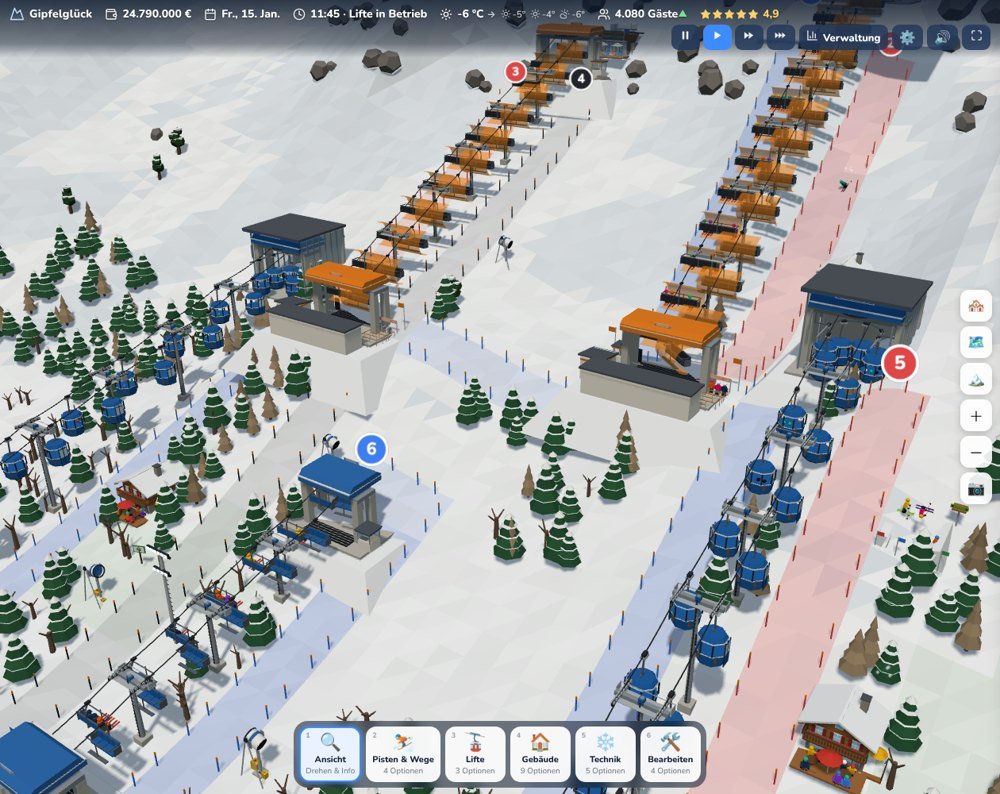 Gipfelglück 24.790.000 € Fr., 15. Jan. 11:45 · Lifte in Betrieb -6 °C → -5° -4° -6° 4.080 Gäste 4,9
Verwaltung
3
4
2
5
6
1
Ansicht
Drehen & Info
2
Pisten & Wege
4 Optionen
3
Lifte
3 Optionen
4
Gebäude
9 Optionen
5
Technik
5 Optionen
6
Bearbeiten
4 Optionen